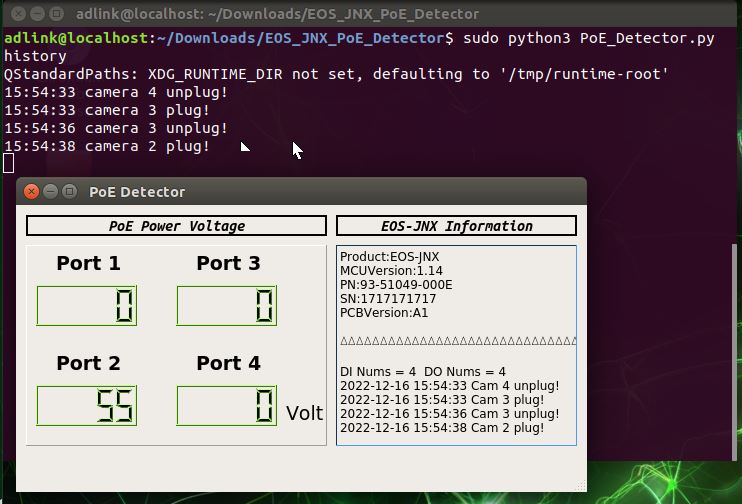 adlink@localhost: ~/Downloads/EOS_JNX_PoE_Detector
adlink@localhost:~/Downloads/EOS_JNX_PoE_Detector$ sudo python3 PoE_Detector.py
history
QStandardPaths: XDG_RUNTIME_DIR not set, defaulting to '/tmp/runtime-root'
15:54:33 camera 4 unplug!
15:54:33 camera 3 plug!
15:54:36 camera 3 unplug!
15:54:38 camera 2 plug!
PoE Detector
PoE Power Voltage
Port 1
0
Port 3
0
Port 2
55
Port 4
0
Volt
EOS-JNX Information
Product:EOS-JNX
MCUVersion:1.14
PN:93-51049-000E
SN:1717171717
PCBVersion:A1
△△△△△△△△△△△△△△△△△△△△△△△△△△△△△
DI Nums = 4  DO Nums = 4
2022-12-16 15:54:33 Cam 4 unplug!
2022-12-16 15:54:33 Cam 3 plug!
2022-12-16 15:54:36 Cam 3 unplug!
2022-12-16 15:54:38 Cam 2 plug!